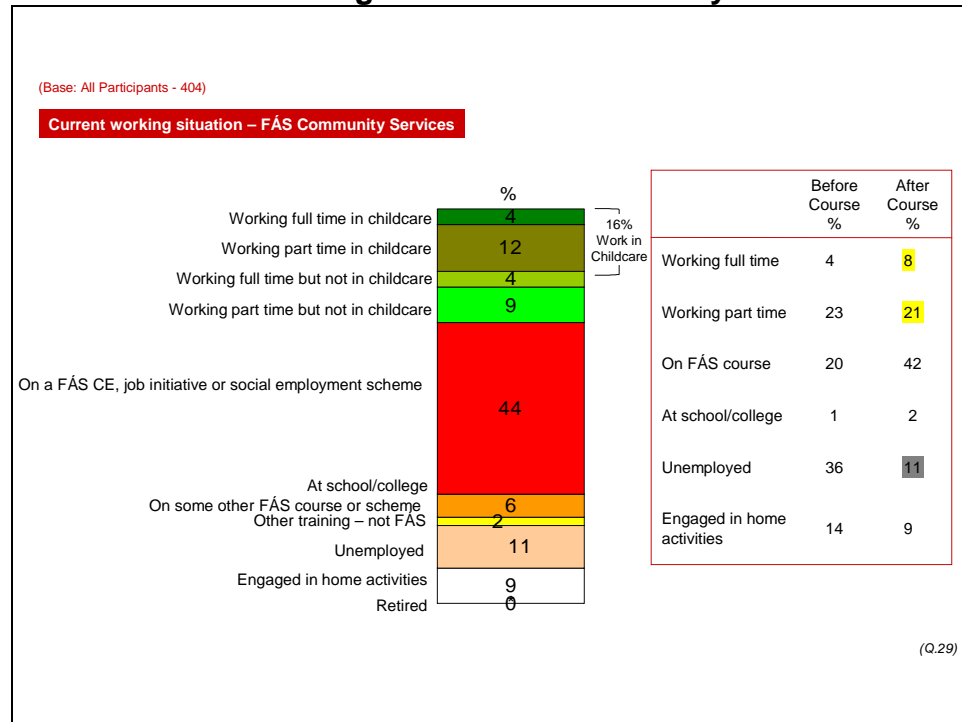 (Base: All Participants - 404)
Current working situation – FÁS Community Services
%
Working full time in childcare 4
Working part time in childcare 12
Working full time but not in childcare 4
Working part time but not in childcare 9
16%
Work in
Childcare
On a FÁS CE, job initiative or social employment scheme 44
At school/college
On some other FÁS course or scheme 6
Other training – not FÁS 2
Unemployed 11
Engaged in home activities 9
*
Retired 0
Before Course % After Course %
Working full time 4 8
Working part time 23 21
On FÁS course 20 42
At school/college 1 2
Unemployed 36 11
Engaged in home activities 14 9
(Q.29)